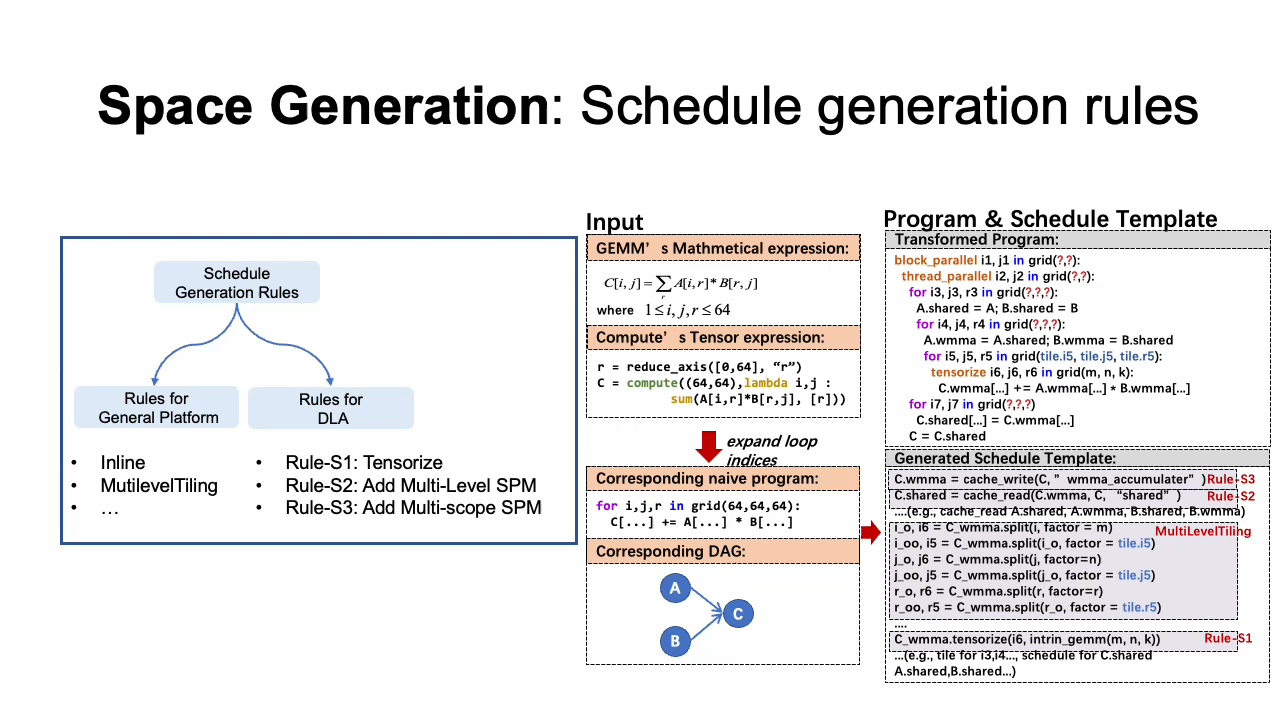 Space Generation: Schedule generation rules
Schedule
Generation Rules
Rules for
General Platform
Rules for
DLA
• Inline
• MutilevelTiling
• …
• Rule-S1: Tensorize
• Rule-S2: Add Multi-Level SPM
• Rule-S3: Add Multi-scope SPM
Input
GEMM’s Mathmetical expression:
C[i, j] = ∑ A[i,r]* B[r, j]
r
where 1 ≤ i, j, r ≤ 64
Compute’s Tensor expression:
r = reduce_axis([0,64], “r”)
C = compute((64,64),lambda i,j :
sum(A[i,r]*B[r,j], [r]))
expand loop
indices
Corresponding naive program:
for i,j,r in grid(64,64,64):
C[...] += A[...] * B[...]
Corresponding DAG:
A
C
B
Program & Schedule Template
Transformed Program:
block_parallel i1, j1 in grid(?,?):
thread_parallel i2, j2 in grid(?,?):
for i3, j3, r3 in grid(?,?,?):
A.shared = A; B.shared = B
for i4, j4, r4 in grid(?,?,?):
A.wmma = A.shared; B.wmma = B.shared
for i5, j5, r5 in grid(tile.i5, tile.j5, tile.r5):
tensorize i6, j6, r6 in grid(m, n, k):
C.wmma[...] += A.wmma[...] * B.wmma[...]
for i7, j7 in grid(?,?,?)
C.shared[...] = C.wmma[...]
C = C.shared
Generated Schedule Template:
C.wmma = cache_write(C, ” wmma_accumulater” ) Rule-S3
C.shared = cache_read(C.wmma, C, “shared” ) Rule-S2
....(e.g., cache_read A.shared, A.wmma, B.shared, B.wmma)
i_o, i6 = C_wmma.split(i, factor = m)
MultiLevelTiling
i_oo, i5 = C_wmma.split(i_o, factor = tile.i5)
j_o, j6 = C_wmma.split(j, factor=n)
j_oo, j5 = C_wmma.split(j_o, factor = tile.j5)
r_o, r6 = C_wmma.split(r, factor=r)
r_oo, r5 = C_wmma.split(r_o, factor = tile.r5)
....
C_wmma.tensorize(i6, intrin_gemm(m, n, k)) Rule-S1
...(e.g., tile for i3,i4..., schedule for C.shared
A.shared,B.shared...)